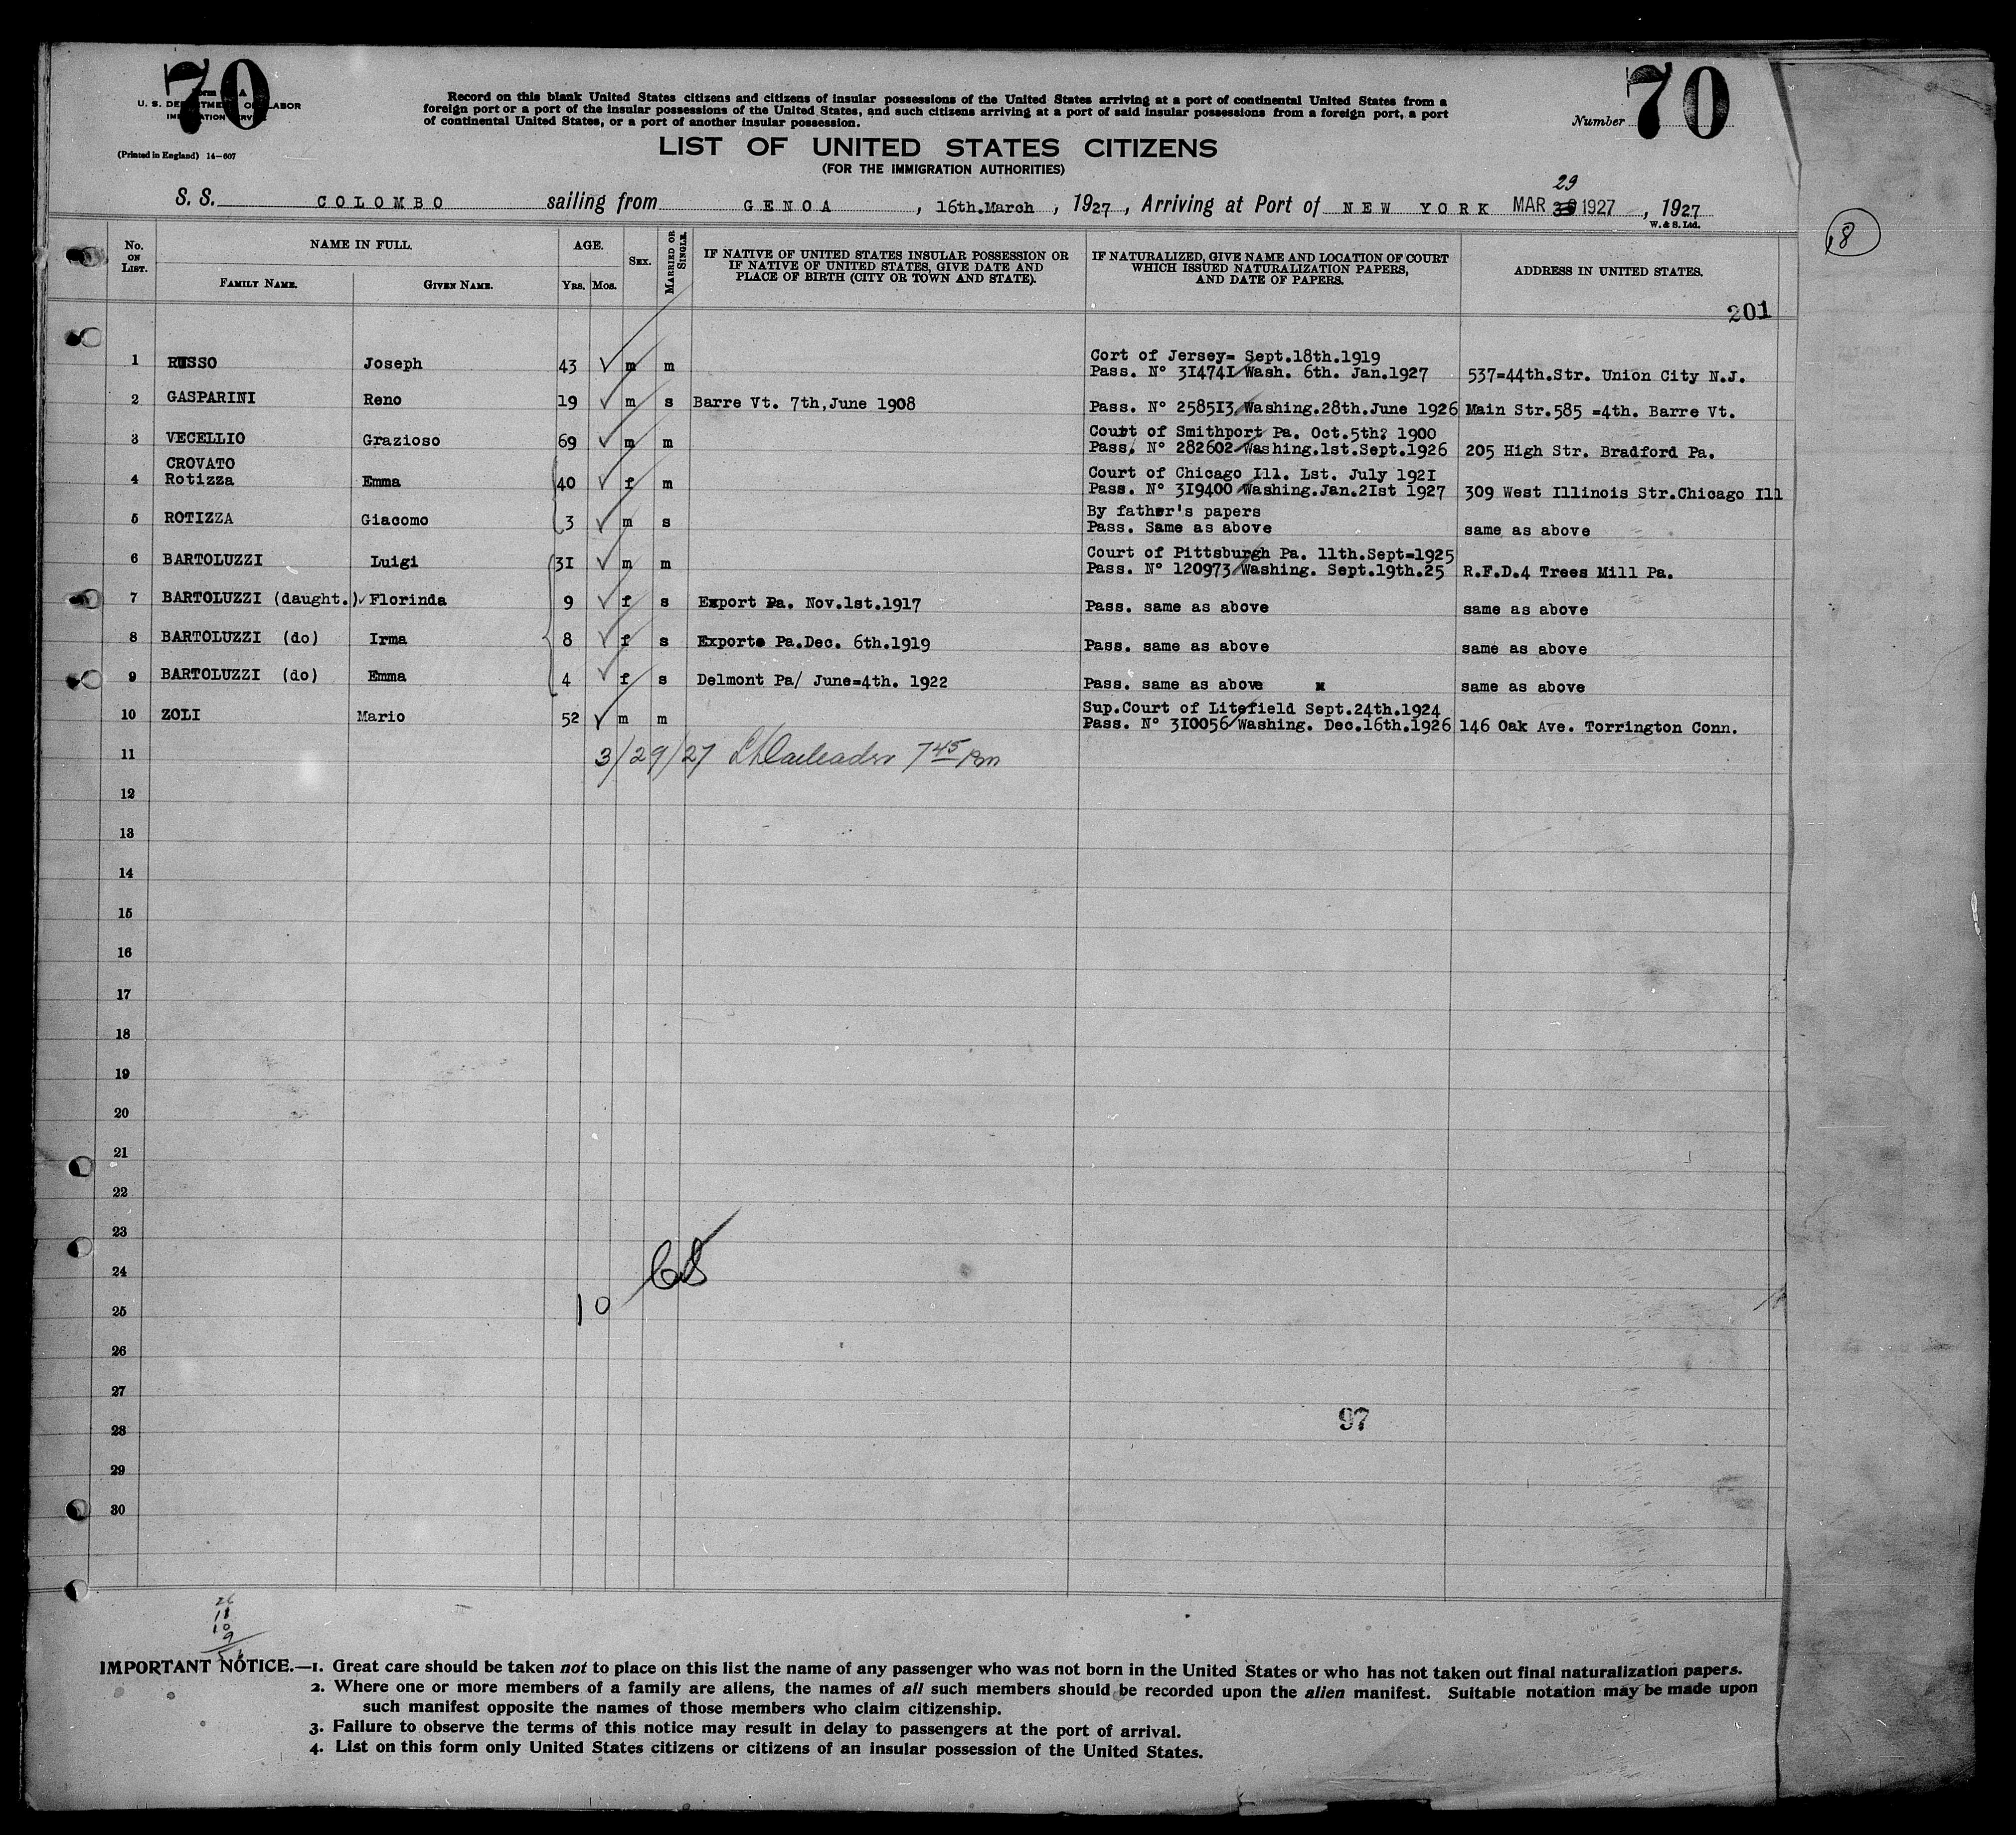 70
U. S. DEPARTMENT OF LABOR
(Printed in England) 14-607
Record on this blank United States citizens and citizens of insular possessions of the United States arriving at a port of continental United States from a
foreign port or a port of the insular possessions of the United States, and such citizens arriving at a port of said insular possessions from a foreign port, a port
of continental United States, or a port of another insular possession.
Number 70
LIST OF UNITED STATES CITIZENS
(FOR THE IMMIGRATION AUTHORITIES)
29
S. S. COLOMBO sailing from GENOA, 16th.March, 1927, Arriving at Port of NEW YORK MAR 1927, 1927
W. & S. Ltd.
8
No. ON LIST.
NAME IN FULL.
FAMILY NAME.
GIVEN NAME.
AGE.
YRS. MOS.
SEX.
MARRIED OR SINGLE.
IF NATIVE OF UNITED STATES INSULAR POSSESSION OR
IF NATIVE OF UNITED STATES, GIVE DATE AND
PLACE OF BIRTH (CITY OR TOWN AND STATE).
IF NATURALIZED, GIVE NAME AND LOCATION OF COURT
WHICH ISSUED NATURALIZATION PAPERS,
AND DATE OF PAPERS.
ADDRESS IN UNITED STATES.
201
Cort of Jersey= Sept.18th.1919
1 RUSSO Joseph 43 m m Pass. N° 314741 Wash. 6th. Jan.1927 537=44th.Str. Union City N.J.
2 GASPARINI Reno 19 m s Barre Vt. 7th,June 1908 Pass. N° 258513 Washing.28th.June 1926 Main Str.585 =4th. Barre Vt.
Court of Smithport Pa. Oct.5th? 1900
3 VECELLIO Grazioso 69 m m Pass. N° 282602 Washing.1st.Sept.1926 205 High Str. Bradford Pa.
CROVATO Court of Chicago Ill. Lst. July 1921
4 Rotizza Emma 40 f m Pass. N° 319400 Washing.Jan.21st 1927 309 West Illinois Str.Chicago Ill
By father's papers
5 ROTIZZA Giacomo 3 m s Pass. Same as above same as above
Court of Pittsburgh Pa. 11th.Sept=1925
6 BARTOLUZZI Luigi 31 m m Pass. N° 120973 Washing. Sept.19th.25 R.F.D.4 Trees Mill Pa.
7 BARTOLUZZI (daught.) Florinda 9 f s Export Pa. Nov.1st.1917 Pass. same as above same as above
8 BARTOLUZZI (do) Irma 8 f s Exporte Pa.Dec. 6th.1919 Pass. same as above same as above
9 BARTOLUZZI (do) Emma 4 f s Delmont Pa/ June=4th. 1922 Pass. same as above x same as above
Sup.Court of Litefield Sept.24th.1924
10 ZOLI Mario 52 m m Pass. N° 310056 Washing. Dec.16th.1926 146 Oak Ave. Torrington Conn.
11 3/29/27 7 45 Pm
12
13
14
15
16
17
18
19
20
21
22
23
24
25 10
26
27
28 97
29
30
IMPORTANT NOTICE.—1. Great care should be taken not to place on this list the name of any passenger who was not born in the United States or who has not taken out final naturalization papers.
2. Where one or more members of a family are aliens, the names of all such members should be recorded upon the alien manifest. Suitable notation may be made upon
such manifest opposite the names of those members who claim citizenship.
3. Failure to observe the terms of this notice may result in delay to passengers at the port of arrival.
4. List on this form only United States citizens or citizens of an insular possession of the United States.